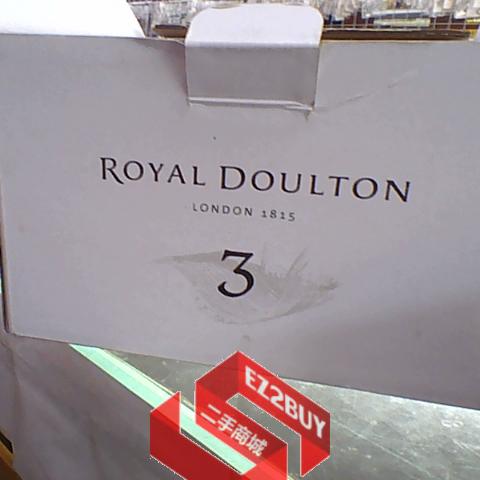 ROYAL DOULTON
LONDON 1815
3
EZ2BUY
二手商城